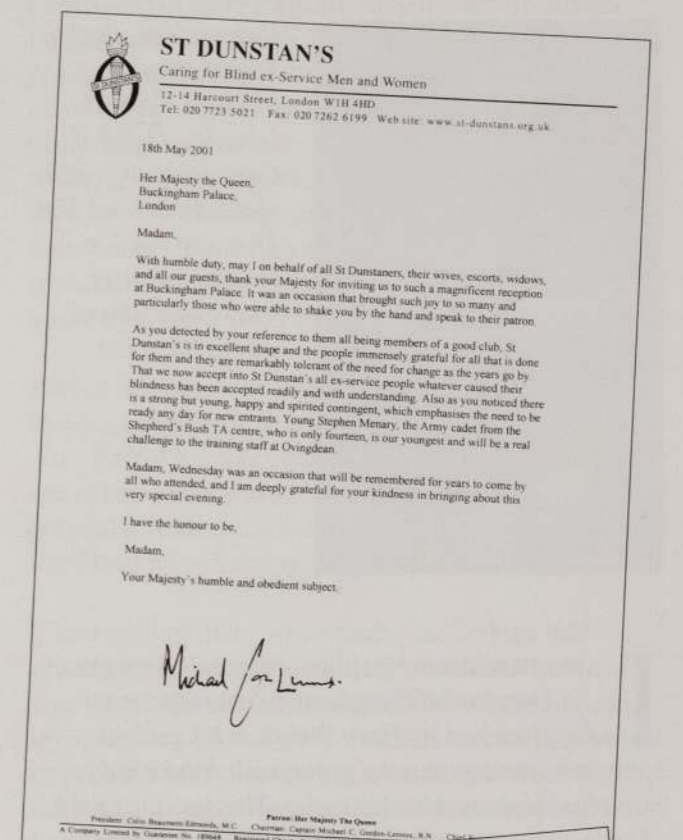 ST DUNSTAN'S
ST DUNSTAN'S
Caring for Blind ex-Service Men and Women
12-14 Harcourt Street, London W1H 4HD
Tel: 020 7723 5021 Fax: 020 7262 6199 Web site: www.st-dunstans.org.uk
18th May 2001
Her Majesty the Queen,
Buckingham Palace,
London
Madam,
With humble duty, may I on behalf of all St Dunstaners, their wives, escorts, widows,
and all our guests, thank your Majesty for inviting us to such a magnificent reception
at Buckingham Palace. It was an occasion that brought such joy to so many and
particularly those who were able to shake you by the hand and speak to their patron.
As you detected by your reference to them all being members of a good club, St
Dunstan's is in excellent shape and the people immensely grateful for all that is done
for them and they are remarkably tolerant of the need for change as the years go by.
That we now accept into St Dunstan's all ex-service people whatever caused their
blindness has been accepted readily and with understanding. Also as you noticed there
is a strong but young, happy and spirited contingent, which emphasises the need to be
ready any day for new entrants. Young Stephen Menary, the Army cadet from the
Shepherd's Bush TA centre, who is only fourteen, is our youngest and will be a real
challenge to the training staff at Ovingdean.
Madam, Wednesday was an occasion that will be remembered for years to come by
all who attended, and I am deeply grateful for your kindness in bringing about this
very special evening.
I have the honour to be,
Madam,
Your Majesty's humble and obedient subject.
Michael
Patron: Her Majesty The Queen
President: Colin Beaumont-Edmonds, M.C. Chairman: Captain Michael C. Gordon-Lennox, R.N.
A Company Limited by Guarantee No. 189648